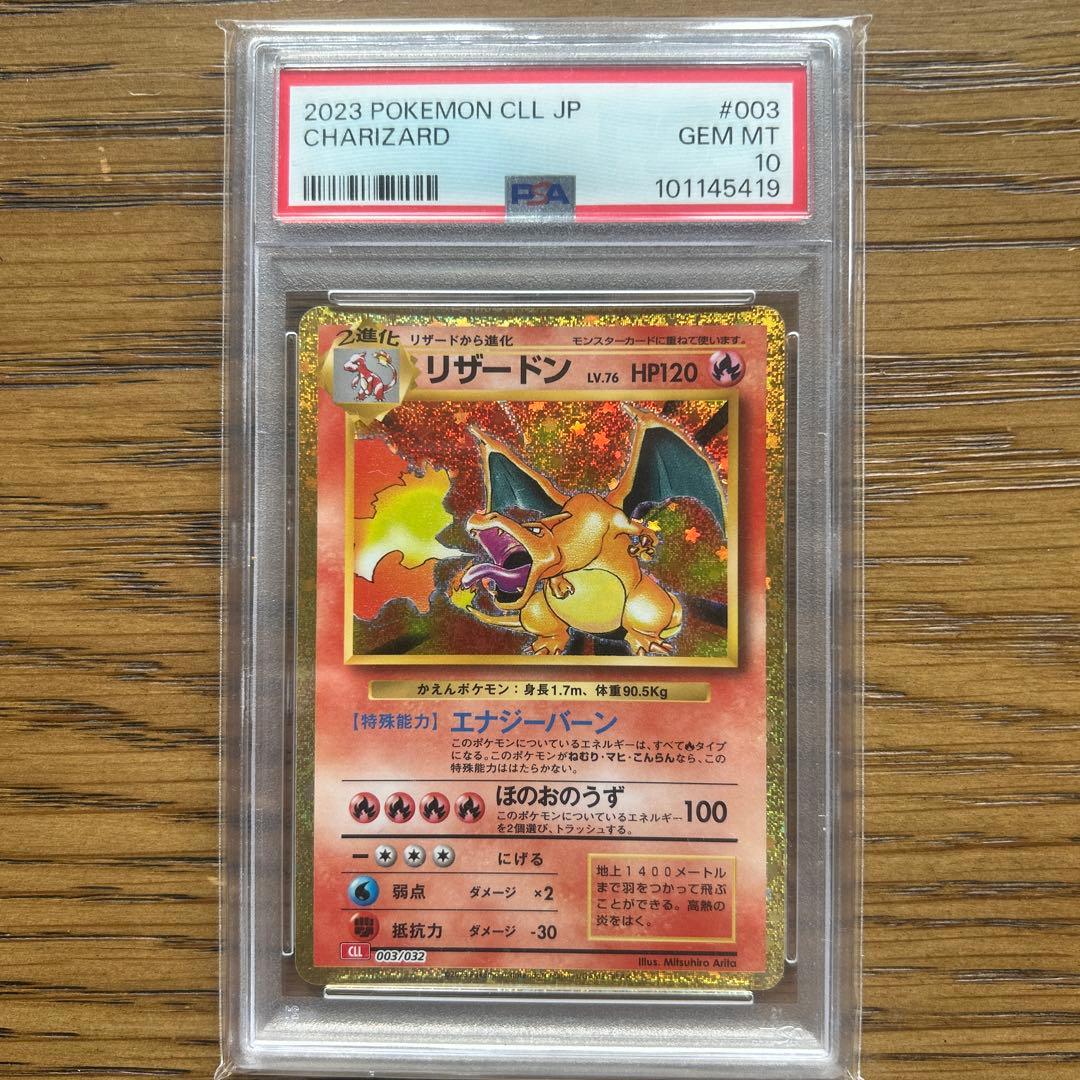 2023 POKEMON CLL JP #003
CHARIZARD GEM MT
10
PSA 101145419
2進化 リザードから進化 モンスターカードに重ねて使います。
リザードン LV.76 HP120
かえんポケモン:身長1.7m、体重90.5Kg
【特殊能力】エナジーバーン
このポケモンについているエネルギーは、すべてタイプ
になる。このポケモンがねむり・マヒ・こんらんなら、この
特殊能力ははたらかない。
ほのおのうず 100
このポケモンについているエネルギー
を2個選び、トラッシュする。
にげる
弱点 ダメージ ×2
抵抗力 ダメージ -30
地上1400メートル
まで羽をつかって飛ぶ
ことができる。高熱の
炎をはく。
CLL 003/032
Illus. Mitsuhiro Arita